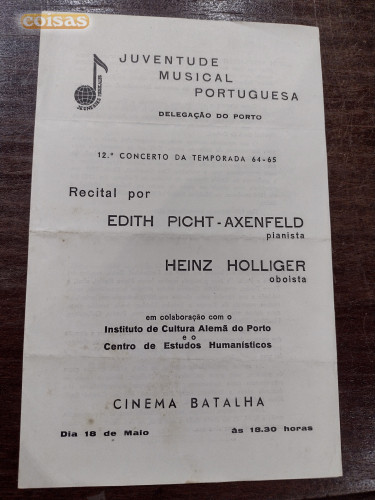 coisas
JUVENTUDE
MUSICAL
PORTUGUESA
DELEGAÇÃO DO PORTO
12.º CONCERTO DA TEMPORADA 64-65
Recital por
EDITH PICHT-AXENFELD
pianista
HEINZ HOLLIGER
oboista
em colaboração com o
Instituto de Cultura Alemã do Porto
e o
Centro de Estudos Humanísticos
CINEMA BATALHA
Dia 18 de Maio às 18.30 horas